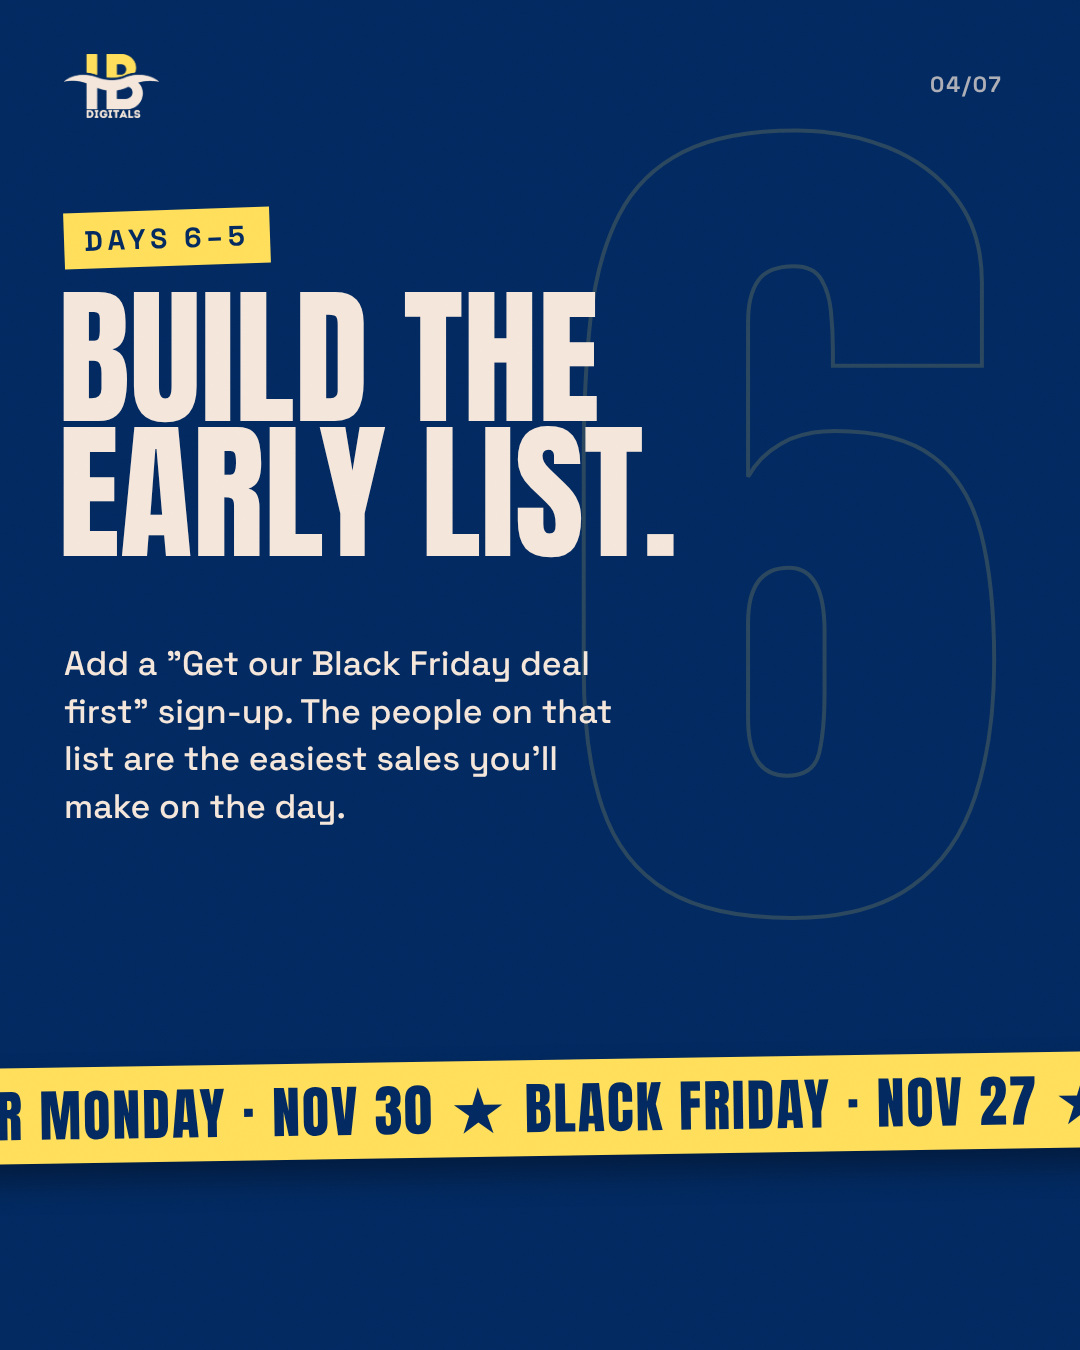 HB
DIGITALS
04/07
DAYS 6–5
BUILD THE
EARLY LIST.
6
Add a ”Get our Black Friday deal
first” sign-up. The people on that
list are the easiest sales you’ll
make on the day.
R MONDAY · NOV 30 ★ BLACK FRIDAY · NOV 27 ★